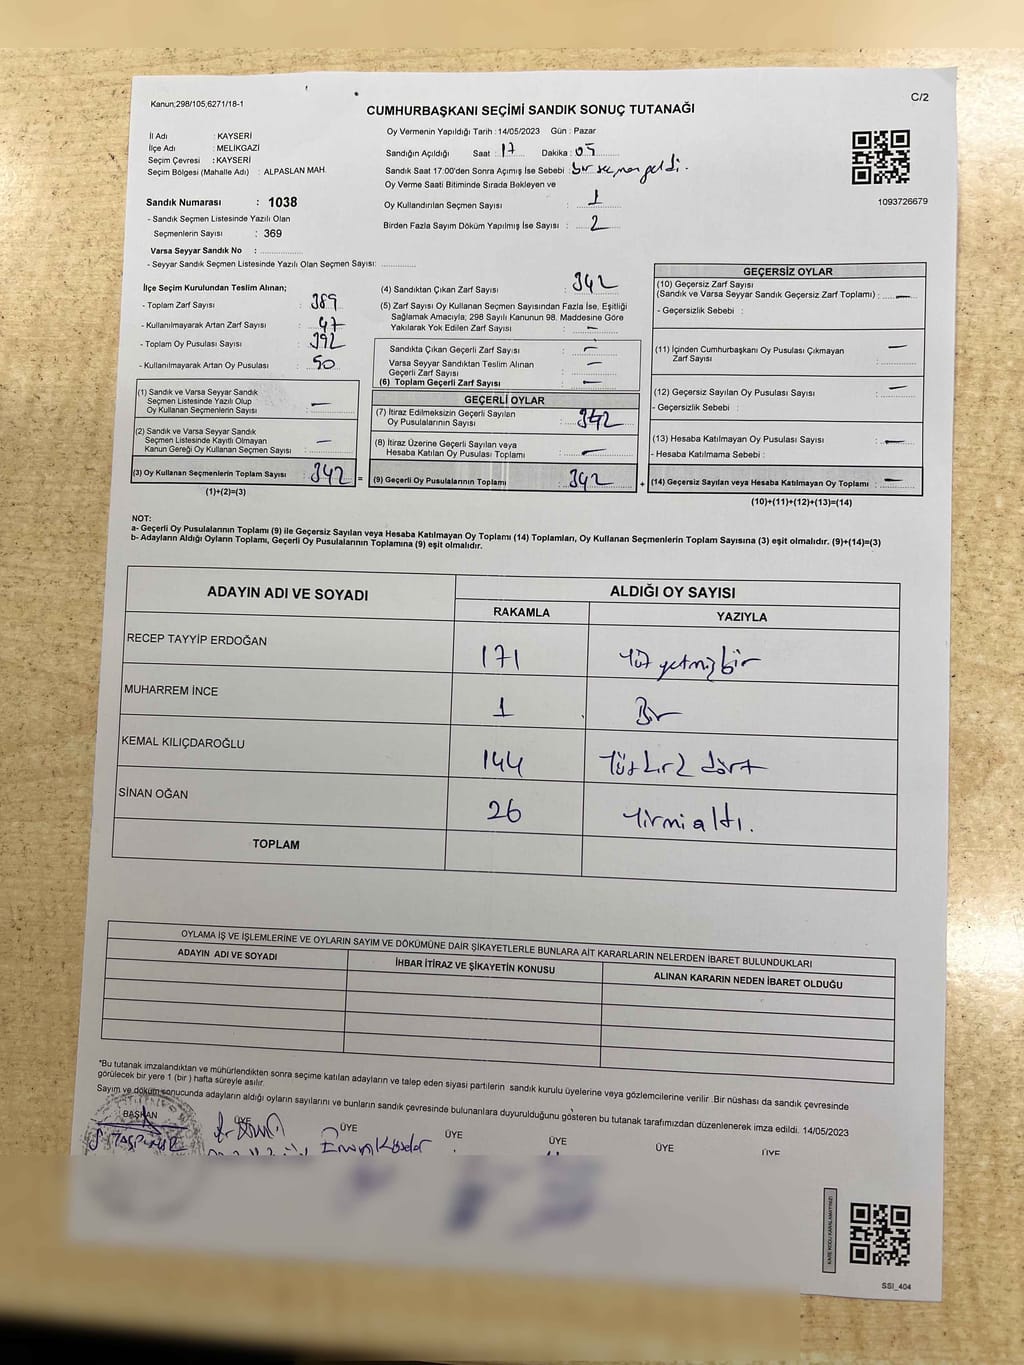 Kanun;298/105;6271/18-1
C/2
CUMHURBAŞKANI SEÇİMİ SANDIK SONUÇ TUTANAĞI
İl Adı : KAYSERİ
İlçe Adı : MELİKGAZİ
Seçim Çevresi : KAYSERİ
Seçim Bölgesi (Mahalle Adı) : ALPASLAN MAH.
Oy Vermenin Yapıldığı Tarih : 14/05/2023 Gün : Pazar
Sandığın Açıldığı Saat : 17 Dakika : 05
Sandık Saat 17:00'den Sonra Açımış İse Sebebi : bir seçmen geldi.
Oy Verme Saati Bitiminde Sırada Bekleyen ve
Oy Kullandırılan Seçmen Sayısı : 1
Birden Fazla Sayım Döküm Yapılmış İse Sayısı : 2
1093726679
Sandık Numarası : 1038
- Sandık Seçmen Listesinde Yazılı Olan
Seçmenlerin Sayısı : 369
Varsa Seyyar Sandık No : ..............
- Seyyar Sandık Seçmen Listesinde Yazılı Olan Seçmen Sayısı: ............
İlçe Seçim Kurulundan Teslim Alınan;
- Toplam Zarf Sayısı : 389
- Kullanılmayarak Artan Zarf Sayısı : 47
- Toplam Oy Pusulası Sayısı : 392
- Kullanılmayarak Artan Oy Pusulası : 50
(1) Sandık ve Varsa Seyyar Sandık
Seçmen Listesinde Yazılı Olup
Oy Kullanan Seçmenlerin Sayısı : —
(2) Sandık ve Varsa Seyyar Sandık
Seçmen Listesinde Kayıtlı Olmayan
Kanun Gereği Oy Kullanan Seçmen Sayısı : —
(3) Oy Kullanan Seçmenlerin Toplam Sayısı : 342 =
(1)+(2)=(3)
(4) Sandıktan Çıkan Zarf Sayısı : 342
(5) Zarf Sayısı Oy Kullanan Seçmen Sayısından Fazla İse, Eşitliği
Sağlamak Amacıyla; 298 Sayılı Kanunun 98. Maddesine Göre
Yakılarak Yok Edilen Zarf Sayısı : —
Sandıkta Çıkan Geçerli Zarf Sayısı : —
Varsa Seyyar Sandıktan Teslim Alınan
Geçerli Zarf Sayısı : —
(6) Toplam Geçerli Zarf Sayısı : —
GEÇERLİ OYLAR
(7) İtiraz Edilmeksizin Geçerli Sayılan
Oy Pusulalarının Sayısı : 342
(8) İtiraz Üzerine Geçerli Sayılan veya
Hesaba Katılan Oy Pusulası Toplamı : —
(9) Geçerli Oy Pusulalarının Toplamı : 342 +
GEÇERSİZ OYLAR
(10) Geçersiz Zarf Sayısı
(Sandık ve Varsa Seyyar Sandık Geçersiz Zarf Toplamı) : —
- Geçersizlik Sebebi :
(11) İçinden Cumhurbaşkanı Oy Pusulası Çıkmayan
Zarf Sayısı : —
(12) Geçersiz Sayılan Oy Pusulası Sayısı : —
- Geçersizlik Sebebi :
(13) Hesaba Katılmayan Oy Pusulası Sayısı : —
- Hesaba Katılmama Sebebi :
(14) Geçersiz Sayılan veya Hesaba Katılmayan Oy Toplamı : —
(10)+(11)+(12)+(13)=(14)
NOT:
a- Geçerli Oy Pusulalarının Toplamı (9) ile Geçersiz Sayılan veya Hesaba Katılmayan Oy Toplamı (14) Toplamları, Oy Kullanan Seçmenlerin Toplam Sayısına (3) eşit olmalıdır. (9)+(14)=(3)
b- Adayların Aldığı Oyların Toplamı, Geçerli Oy Pusulalarının Toplamına (9) eşit olmalıdır.
ADAYIN ADI VE SOYADI
ALDIĞI OY SAYISI
RAKAMLA YAZIYLA
RECEP TAYYİP ERDOĞAN 171 Yüz yetmiş bir
MUHARREM İNCE 1 Bir
KEMAL KILIÇDAROĞLU 144 Yüz kırk dört
SİNAN OĞAN 26 Yirmi altı.
TOPLAM
OYLAMA İŞ VE İŞLEMLERİNE VE OYLARIN SAYIM VE DÖKÜMÜNE DAİR ŞİKAYETLERLE BUNLARA AİT KARARLARIN NELERDEN İBARET BULUNDUKLARI
ADAYIN ADI VE SOYADI İHBAR İTİRAZ VE ŞİKAYETİN KONUSU ALINAN KARARIN NEDEN İBARET OLDUĞU
*Bu tutanak imzalandıktan ve mühürlendikten sonra seçime katılan adayların ve talep eden siyasi partilerin sandık kurulu üyelerine veya gözlemcilerine verilir .Bir nüshası da sandık çevresinde
görülecek bir yere 1 (bir ) hafta süreyle asılır.
Sayım ve döküm sonucunda adayların aldığı oyların sayılarını ve bunların sandık çevresinde bulunanlara duyurulduğunu gösteren bu tutanak tarafımızdan düzenlenerek imza edildi. 14/05/2023
BAŞKAN ÜYE ÜYE ÜYE ÜYE ÜYE ÜYE
KARE KODU KARALAMAYINIZ!
SSI_404